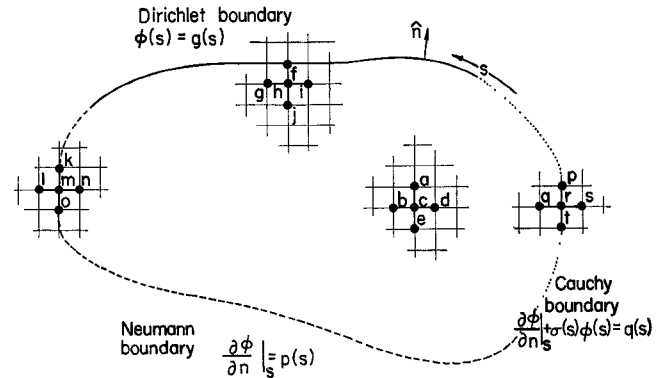 Dirichlet boundary
ϕ(s) = g(s)
n̂
s
f
g h i
j
k
l m n
o
a
b c d
e
p
q r s
t
Cauchy
boundary
∂ϕ/∂n|s + σ(s)ϕ(s) = q(s)
Neumann
boundary
∂ϕ/∂n|s = p(s)